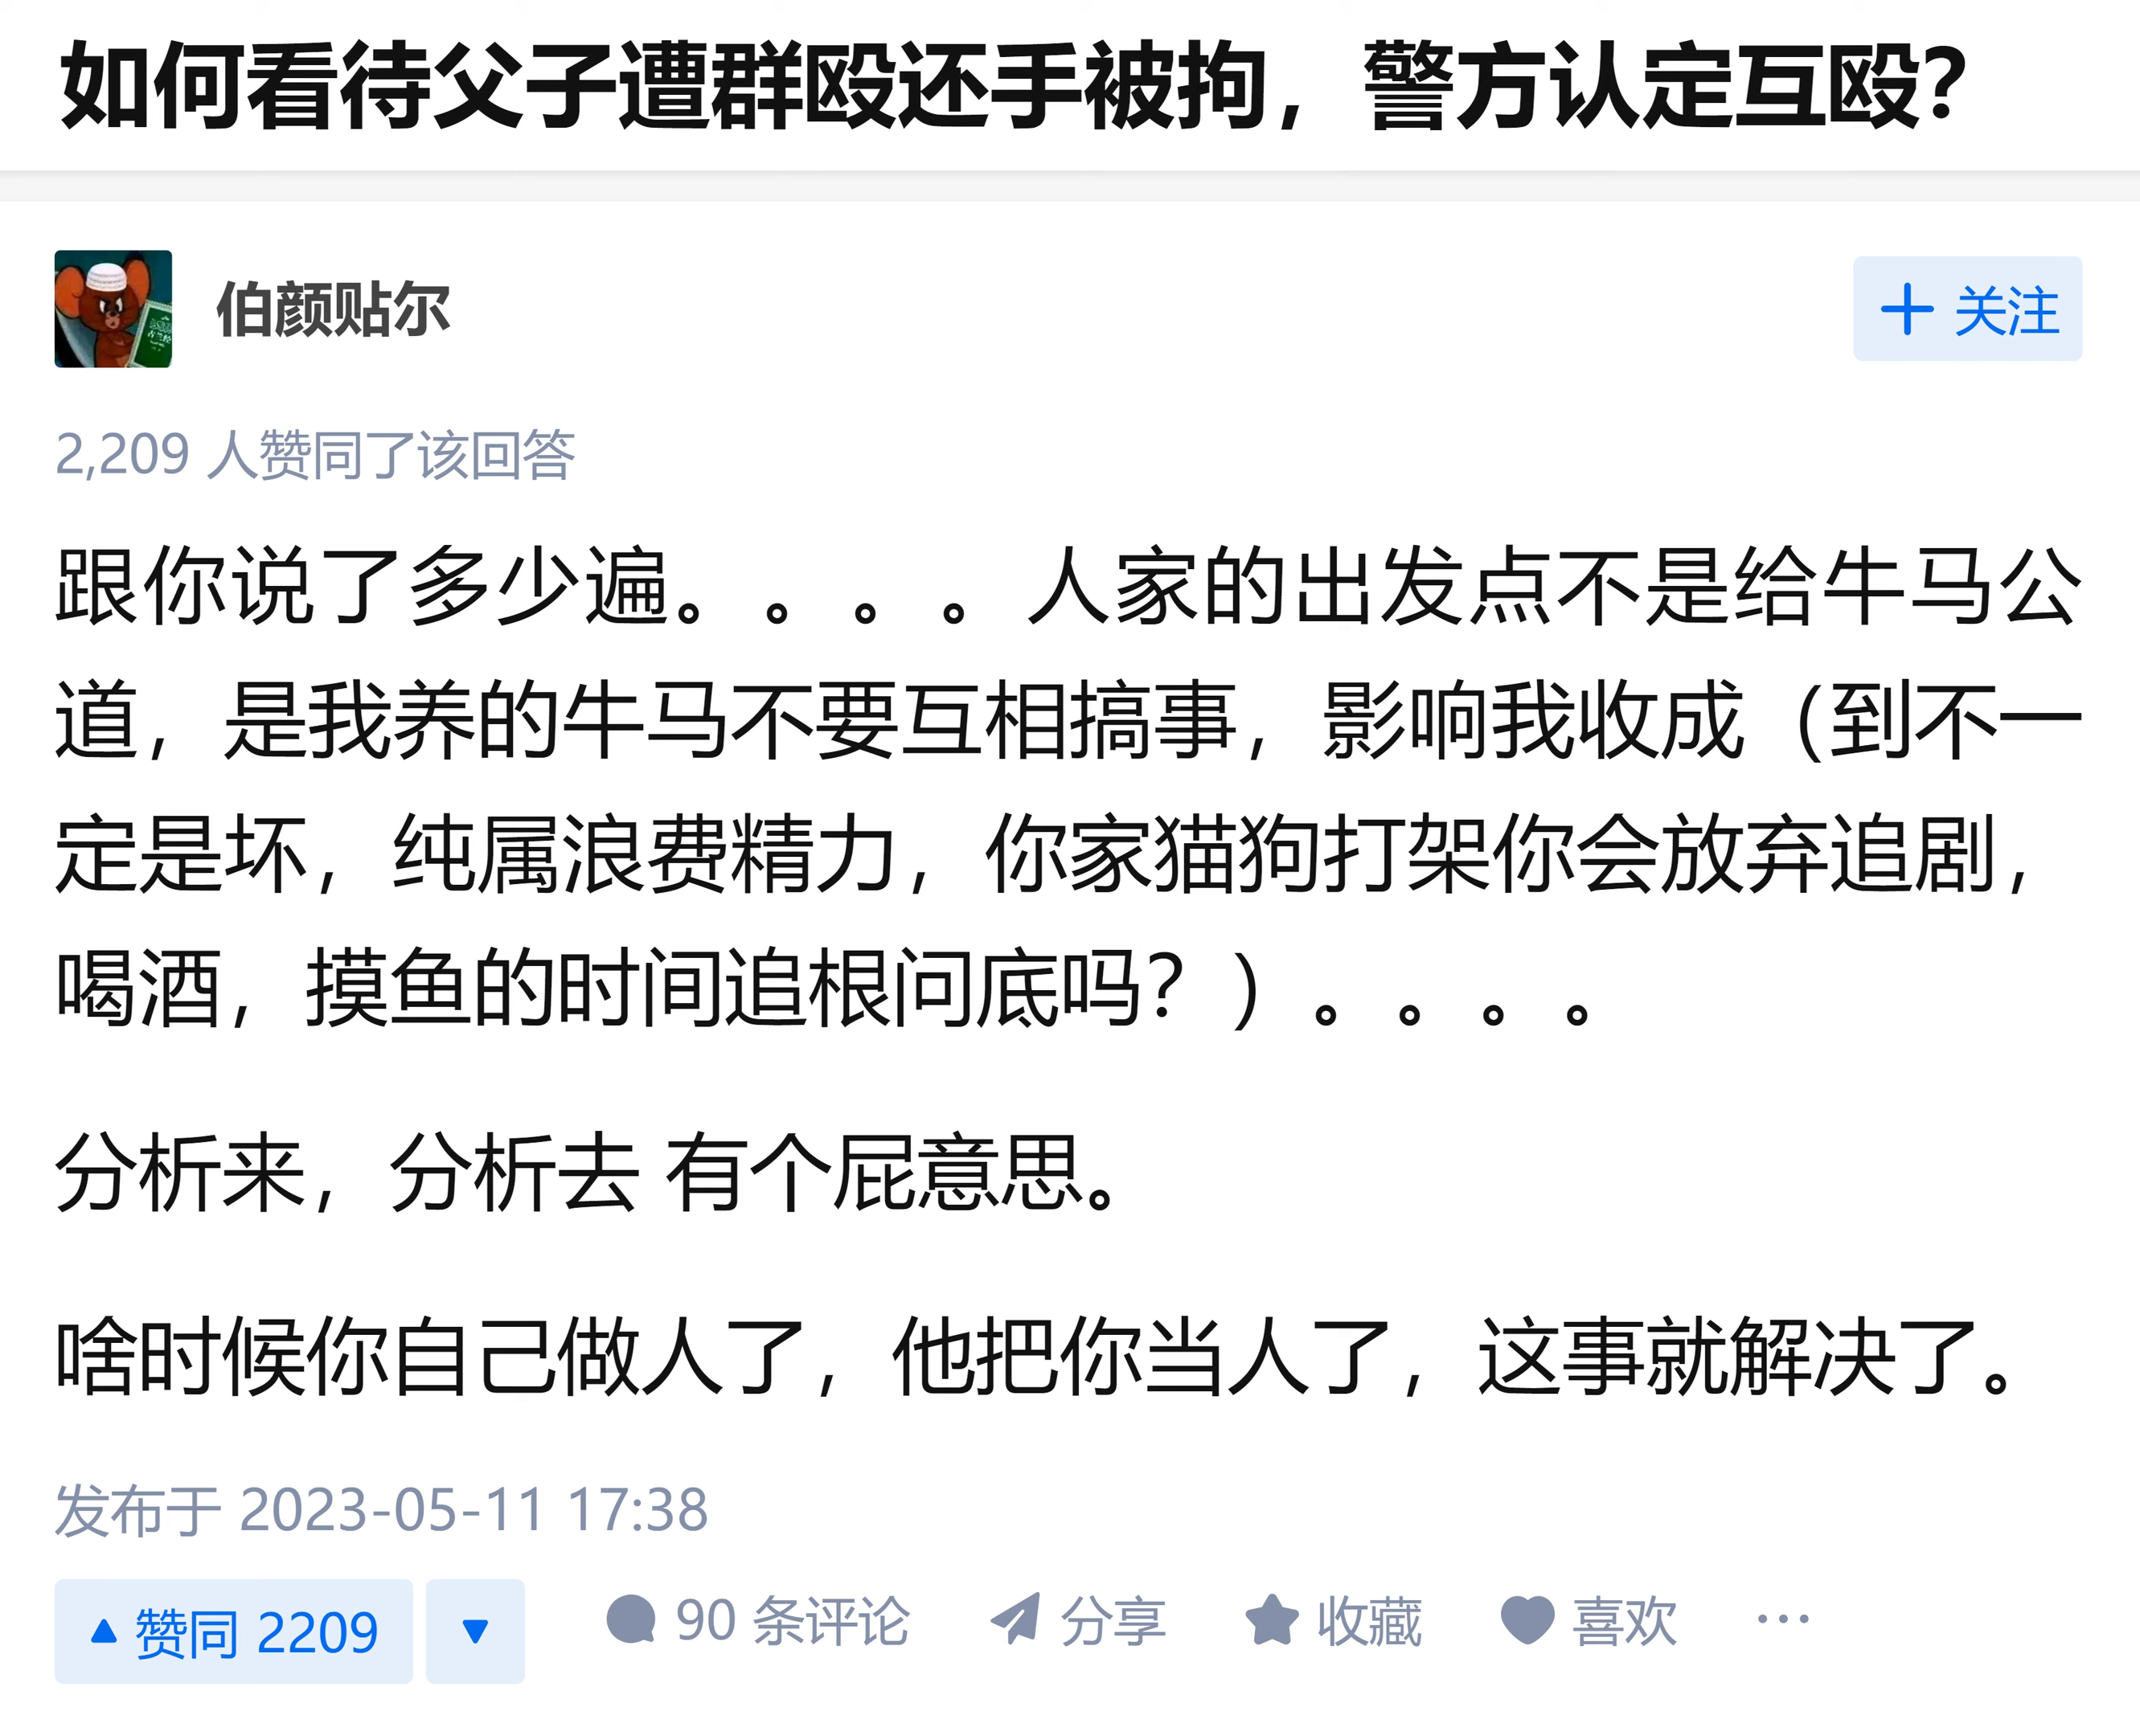 如何看待父子遭群殴还手被拘，警方认定互殴？
伯颜贴尔
关注
2,209 人赞同了该回答
跟你说了多少遍。。。。人家的出发点不是给牛马公
道，是我养的牛马不要互相搞事，影响我收成（到不一
定是坏，纯属浪费精力，你家猫狗打架你会放弃追剧，
喝酒，摸鱼的时间追根问底吗？）。。。。
分析来，分析去 有个屁意思。
啥时候你自己做人了，他把你当人了，这事就解决了。
发布于 2023-05-11 17:38
赞同 2209
90 条评论
分享
收藏
喜欢